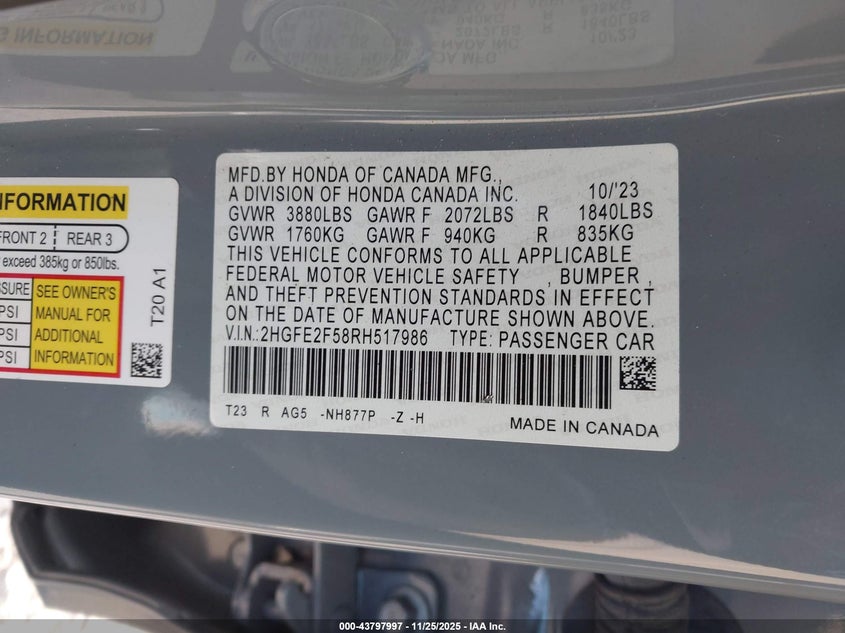 INFORMATION
FRONT 2 | REAR 3
exceed 385kg or 850lbs.
SEE OWNER'S
MANUAL FOR
ADDITIONAL
INFORMATION
PSI
PSI
PSI
T20 A1
MFD.BY HONDA OF CANADA MFG.,
A DIVISION OF HONDA CANADA INC. 10/'23
GVWR 3880LBS GAWR F 2072LBS R 1840LBS
GVWR 1760KG GAWR F 940KG R 835KG
THIS VEHICLE CONFORMS TO ALL APPLICABLE
FEDERAL MOTOR VEHICLE SAFETY , BUMPER ,
AND THEFT PREVENTION STANDARDS IN EFFECT
ON THE DATE OF MANUFACTURE SHOWN ABOVE.
V.I.N.:2HGFE2F58RH517986 TYPE: PASSENGER CAR
T23 R AG5 -NH877P -Z -H
MADE IN CANADA
000-43797997 - 11/25/2025 - IAA Inc.